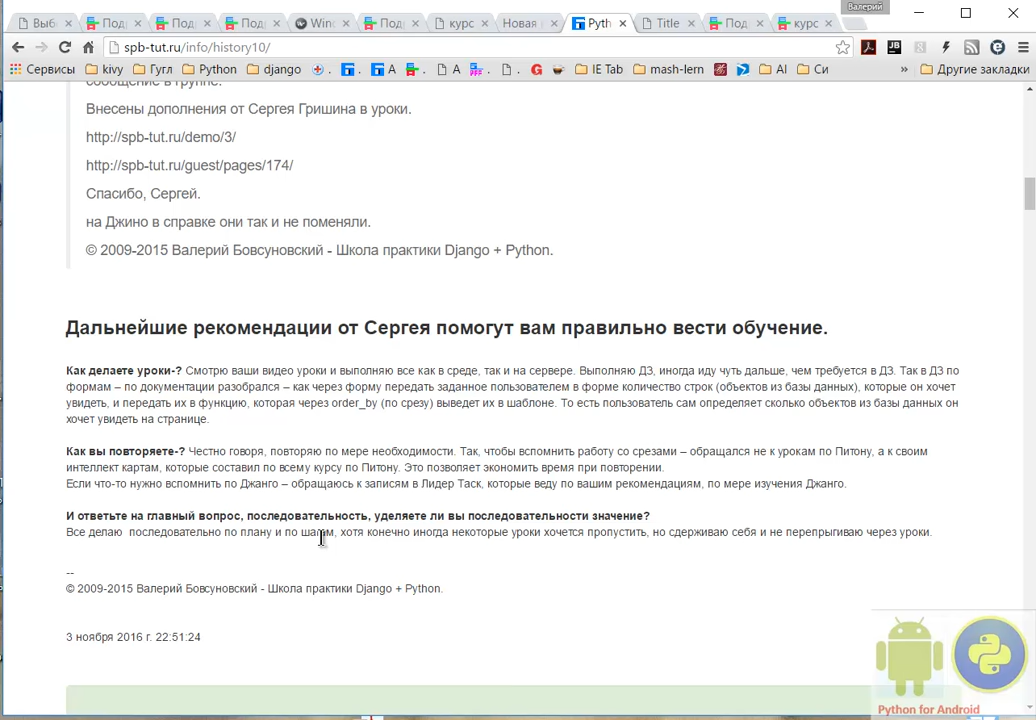 Валерий
Выбо
Подр
Подр
Подр
Wind
Подр
курс
Новая
Pyth
Title
Под
курс
spb-tut.ru/info/history10/
Сервисы kivy Гугл Python django А А IE Tab mash-lern AI Си » Другие закладки
сообщение в группе.
Внесены дополнения от Сергея Гришина в уроки.
http://spb-tut.ru/demo/3/
http://spb-tut.ru/guest/pages/174/
Спасибо, Сергей.
на Джино в справке они так и не поменяли.
© 2009-2015 Валерий Бовсуновский - Школа практики Django + Python.
Дальнейшие рекомендации от Сергея помогут вам правильно вести обучение.
Как делаете уроки-? Смотрю ваши видео уроки и выполняю все как в среде, так и на сервере. Выполняю ДЗ, иногда иду чуть дальше, чем требуется в ДЗ. Так в ДЗ по
формам – по документации разобрался – как через форму передать заданное пользователем в форме количество строк (объектов из базы данных), которые он хочет
увидеть, и передать их в функцию, которая через order_by (по срезу) выведет их в шаблоне. То есть пользователь сам определяет сколько объектов из базы данных он
хочет увидеть на странице.
Как вы повторяете-? Честно говоря, повторяю по мере необходимости. Так, чтобы вспомнить работу со срезами – обращался не к урокам по Питону, а к своим
интеллект картам, которые составил по всему курсу по Питону. Это позволяет экономить время при повторении.
Если что-то нужно вспомнить по Джанго – обращаюсь к записям в Лидер Таск, которые веду по вашим рекомендациям, по мере изучения Джанго.
И ответьте на главный вопрос, последовательность, уделяете ли вы последовательности значение?
Все делаю последовательно по плану и по шагам, хотя конечно иногда некоторые уроки хочется пропустить, но сдерживаю себя и не перепрыгиваю через уроки.
--
© 2009-2015 Валерий Бовсуновский - Школа практики Django + Python.
3 ноября 2016 г. 22:51:24
Python for Android